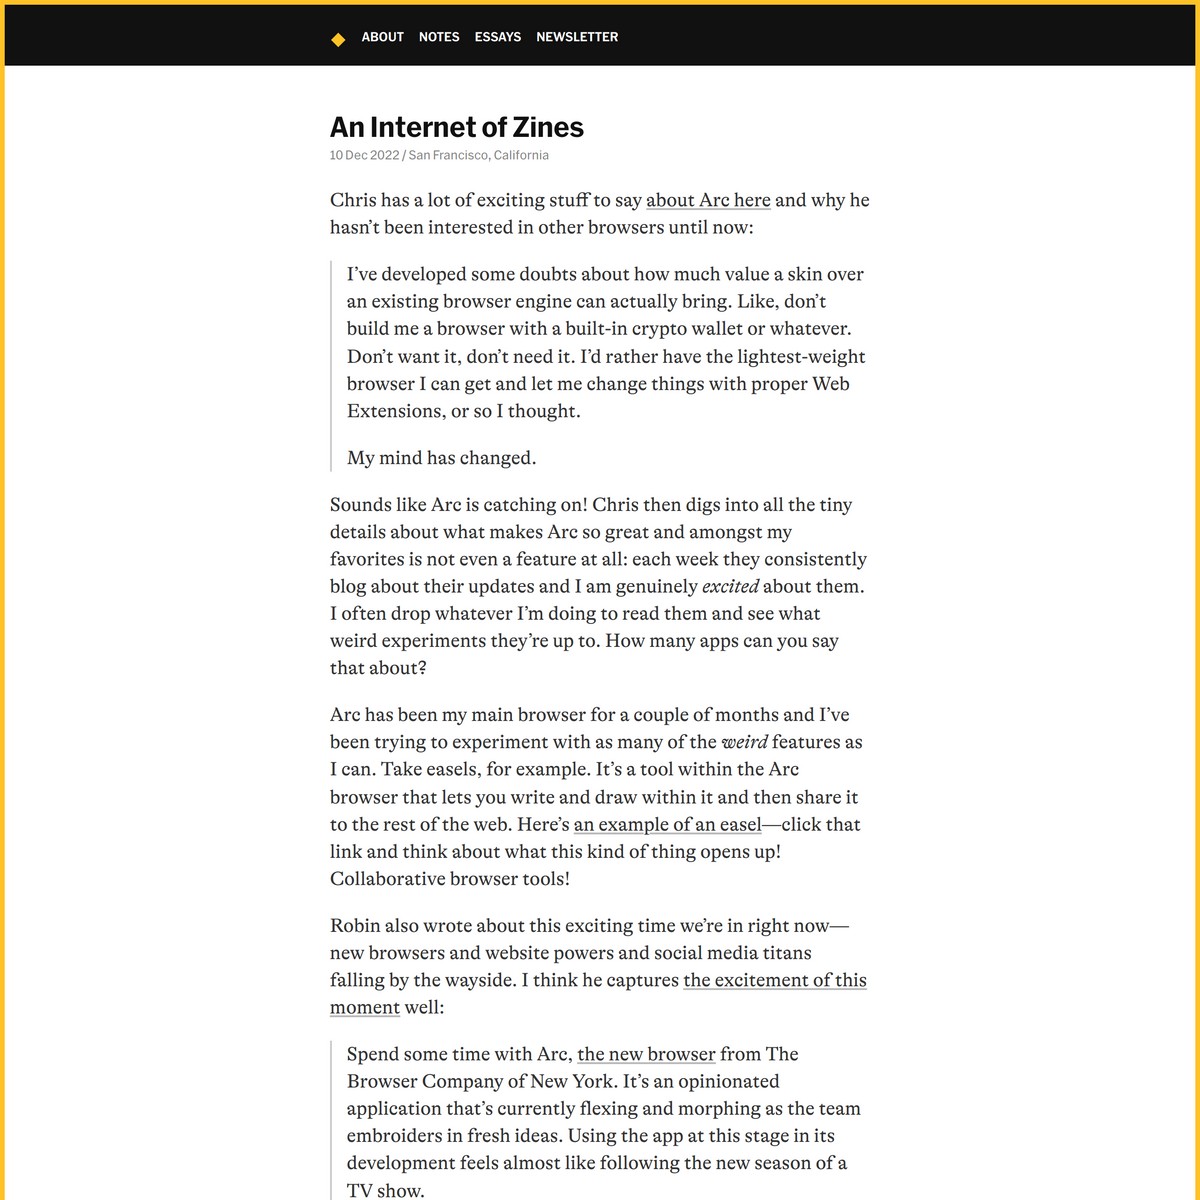 ABOUT NOTES ESSAYS NEWSLETTER
An Internet of Zines
10 Dec 2022 / San Francisco, California
Chris has a lot of exciting stuff to say about Arc here and why he
hasn’t been interested in other browsers until now:
I’ve developed some doubts about how much value a skin over
an existing browser engine can actually bring. Like, don’t
build me a browser with a built-in crypto wallet or whatever.
Don’t want it, don’t need it. I’d rather have the lightest-weight
browser I can get and let me change things with proper Web
Extensions, or so I thought.
My mind has changed.
Sounds like Arc is catching on! Chris then digs into all the tiny
details about what makes Arc so great and amongst my
favorites is not even a feature at all: each week they consistently
blog about their updates and I am genuinely excited about them.
I often drop whatever I’m doing to read them and see what
weird experiments they’re up to. How many apps can you say
that about?
Arc has been my main browser for a couple of months and I’ve
been trying to experiment with as many of the weird features as
I can. Take easels, for example. It’s a tool within the Arc
browser that lets you write and draw within it and then share it
to the rest of the web. Here’s an example of an easel—click that
link and think about what this kind of thing opens up!
Collaborative browser tools!
Robin also wrote about this exciting time we’re in right now—
new browsers and website powers and social media titans
falling by the wayside. I think he captures the excitement of this
moment well:
Spend some time with Arc, the new browser from The
Browser Company of New York. It’s an opinionated
application that’s currently flexing and morphing as the team
embroiders in fresh ideas. Using the app at this stage in its
development feels almost like following the new season of a
TV show.